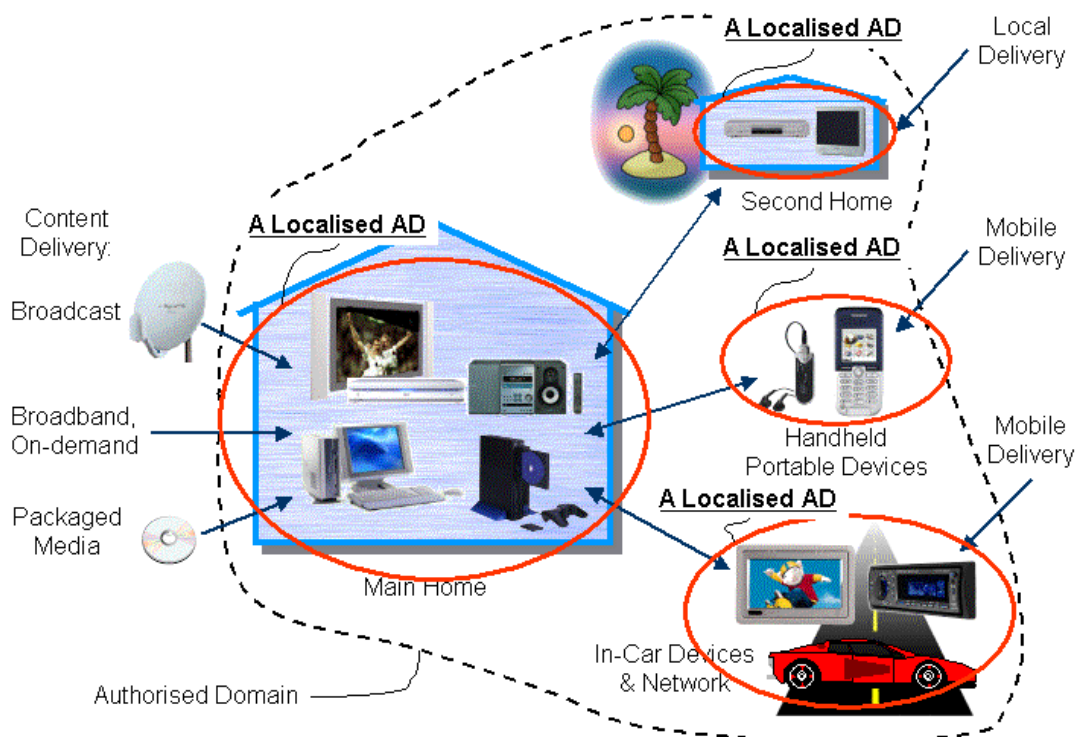 A Localised AD
Local
Delivery
Second Home
Content
Delivery:
A Localised AD
Mobile
Delivery
A Localised AD
Broadcast
Broadband,
On-demand
Handheld
Portable Devices
Mobile
Delivery
A Localised AD
Packaged
Media
Main Home
In-Car Devices
& Network
Authorised Domain